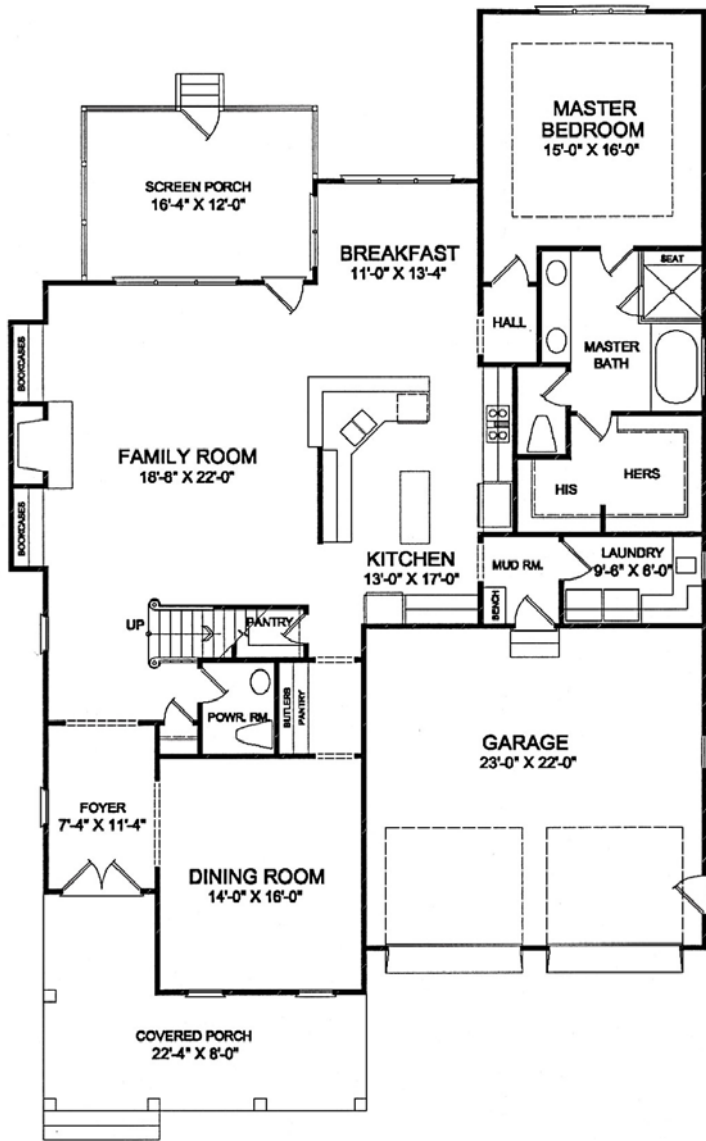 MASTER
BEDROOM
15'-0" X 16'-0"
SCREEN PORCH
16'-4" X 12'-0"
BREAKFAST
11'-0" X 13'-4"
SEAT
HALL
MASTER
BATH
BOOKCASES
FAMILY ROOM
18'-8" X 22'-0"
HIS
HERS
BOOKCASES
KITCHEN
13'-0" X 17'-0"
MUD RM.
LAUNDRY
9'-6" X 6'-0"
BENCH
UP
PANTRY
POWR. RM.
BUTLERS
PANTRY
GARAGE
23'-0" X 22'-0"
FOYER
7'-4" X 11'-4"
DINING ROOM
14'-0" X 16'-0"
COVERED PORCH
22'-4" X 8'-0"